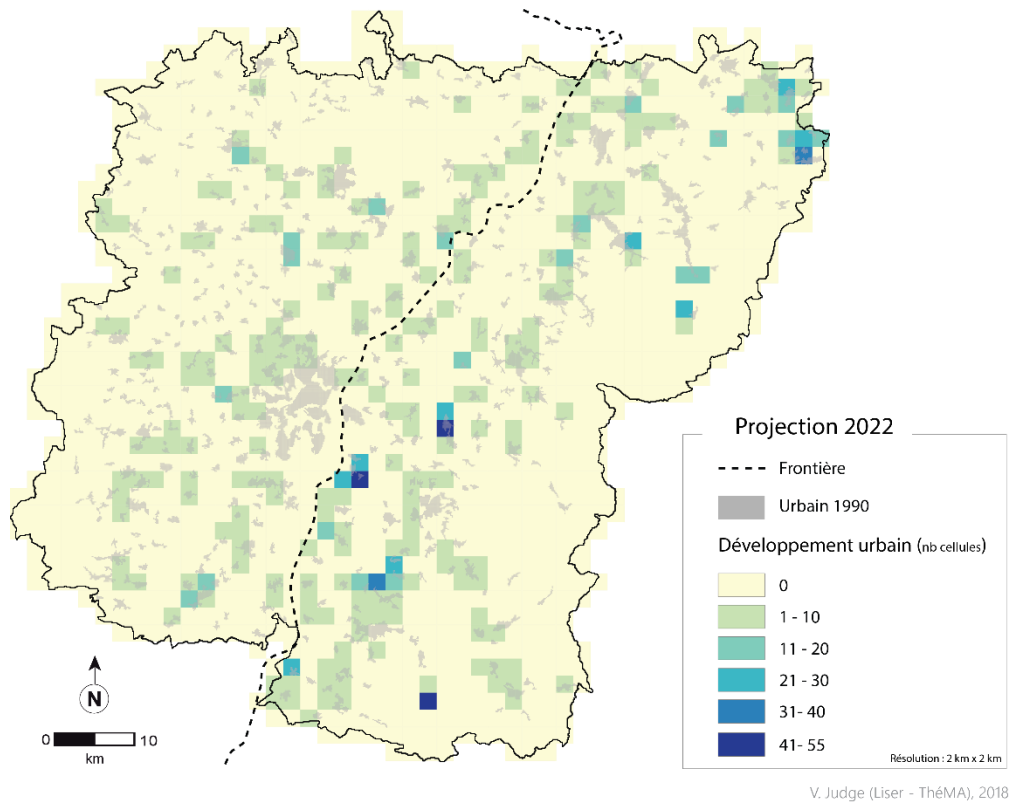 Projection 2022
Frontière
Urbain 1990
Développement urbain (nb cellules)
0
1 - 10
11 - 20
21 - 30
31- 40
41- 55
Résolution : 2 km x 2 km
N
0 10
km
V. Judge (Liser - ThéMA), 2018